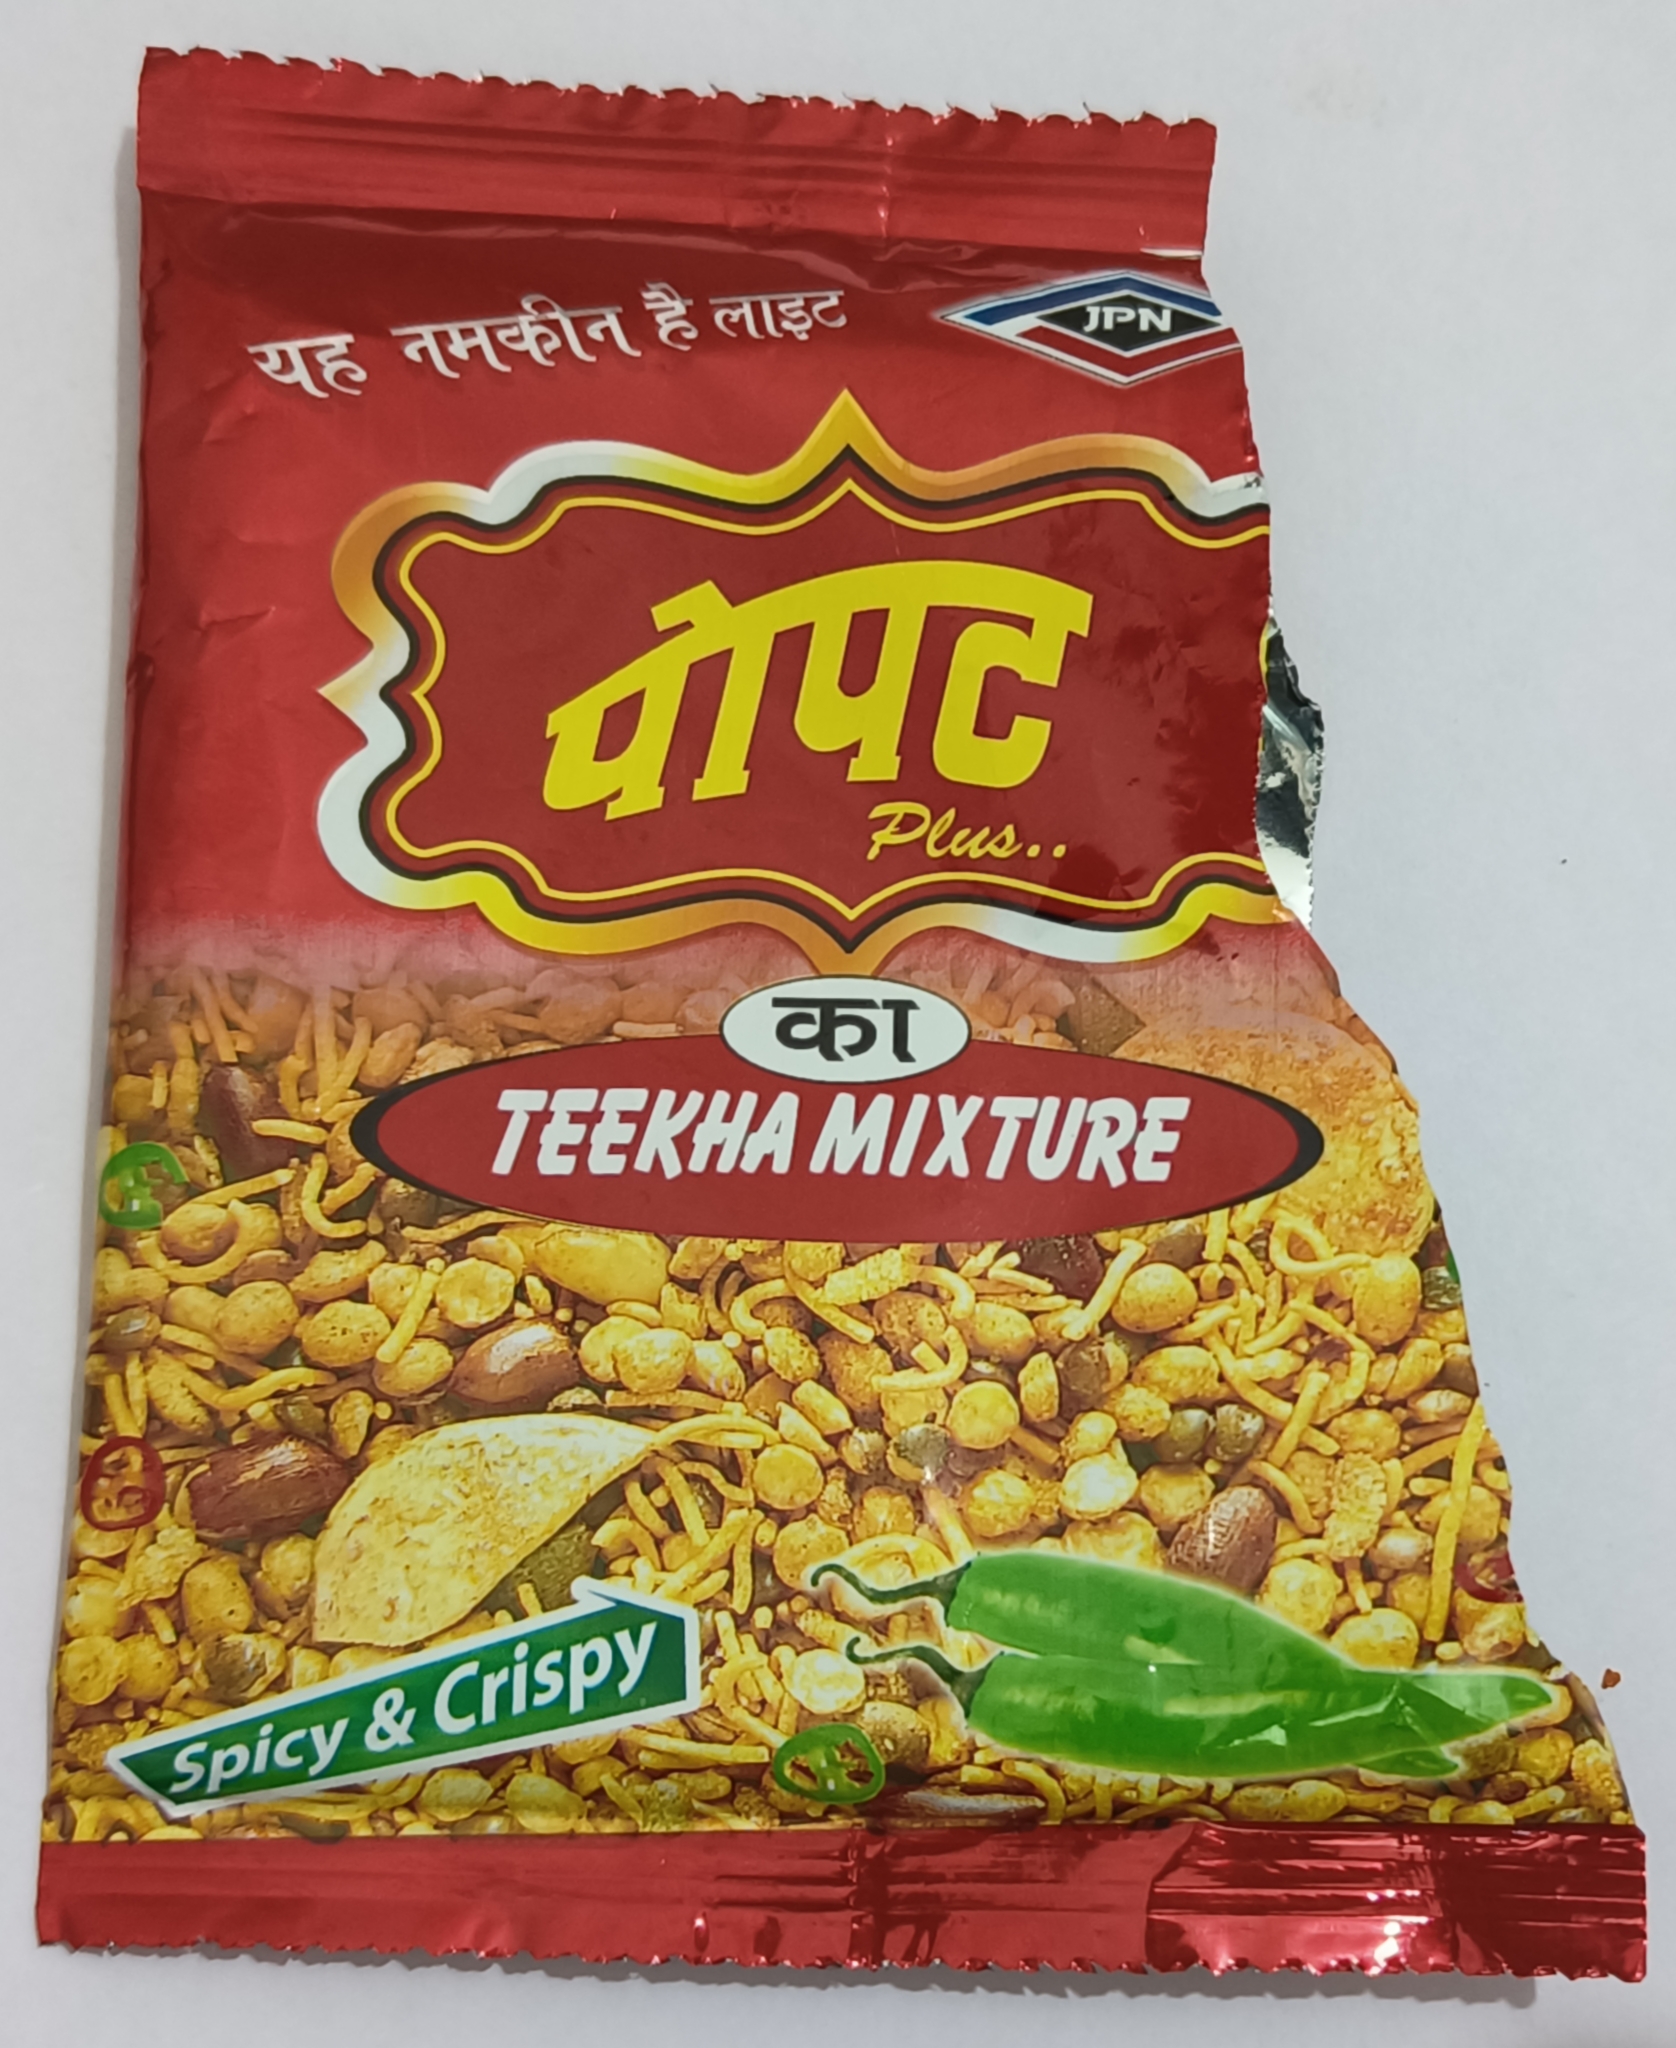 यह नमकीन है लाइट
JPN
पोपट
Plus..
का
TEEKHA MIXTURE
Spicy & Crispy